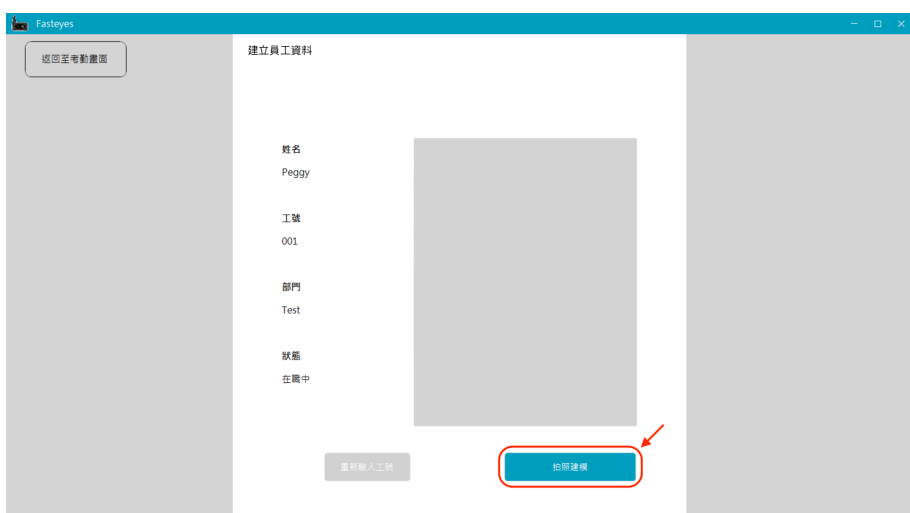 Fasteyes
返回至考勤畫面
建立員工資料
姓名
Peggy
工號
001
部門
Test
狀態
在職中
重新輸入工號
拍照建模